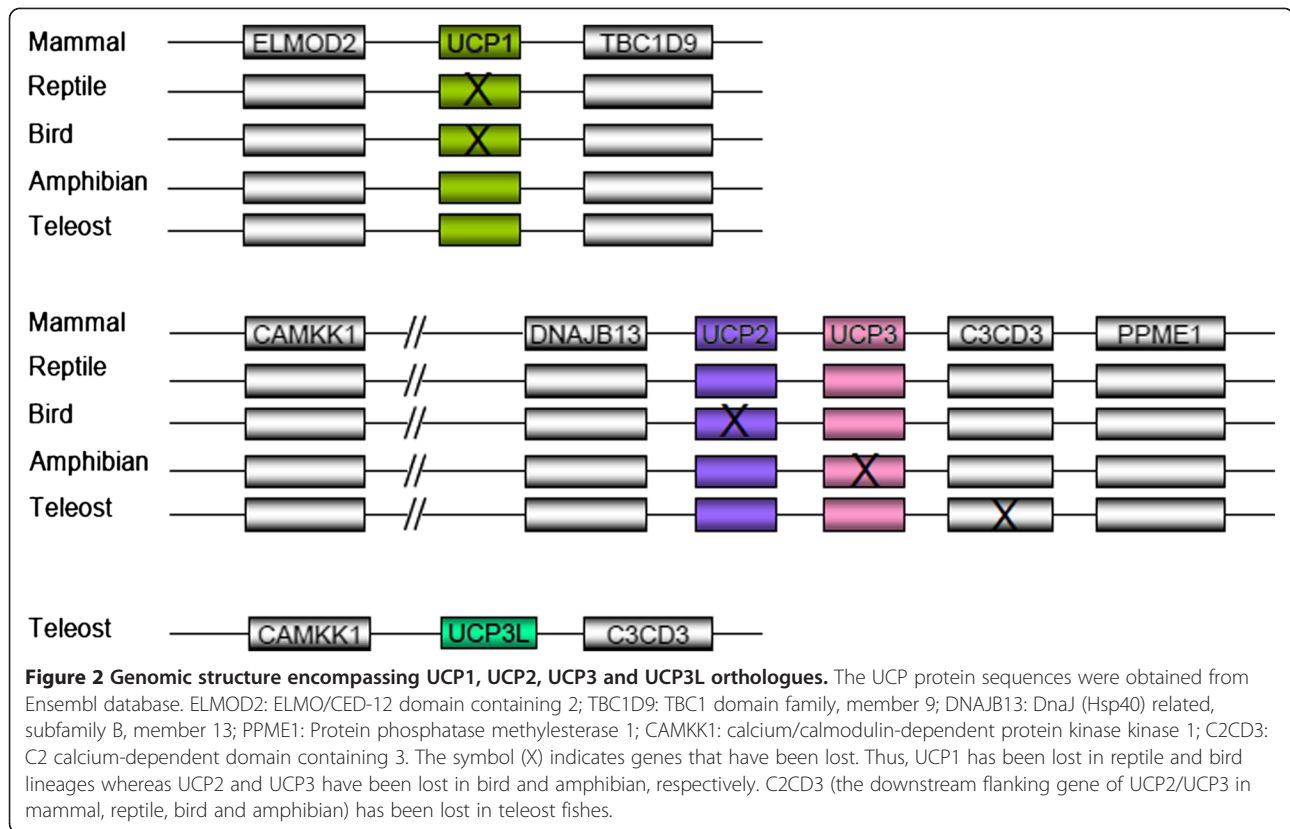 Mammal ELMOD2 UCP1 TBC1D9
Reptile X
Bird X
Amphibian
Teleost
Mammal CAMKK1 // DNAJB13 UCP2 UCP3 C3CD3 PPME1
Reptile //
Bird // X
Amphibian // X
Teleost // X
Teleost CAMKK1 UCP3L C3CD3
Figure 2 Genomic structure encompassing UCP1, UCP2, UCP3 and UCP3L orthologues. The UCP protein sequences were obtained from
Ensembl database. ELMOD2: ELMO/CED-12 domain containing 2; TBC1D9: TBC1 domain family, member 9; DNAJB13: DnaJ (Hsp40) related,
subfamily B, member 13; PPME1: Protein phosphatase methylesterase 1; CAMKK1: calcium/calmodulin-dependent protein kinase kinase 1; C2CD3:
C2 calcium-dependent domain containing 3. The symbol (X) indicates genes that have been lost. Thus, UCP1 has been lost in reptile and bird
lineages whereas UCP2 and UCP3 have been lost in bird and amphibian, respectively. C2CD3 (the downstream flanking gene of UCP2/UCP3 in
mammal, reptile, bird and amphibian) has been lost in teleost fishes.